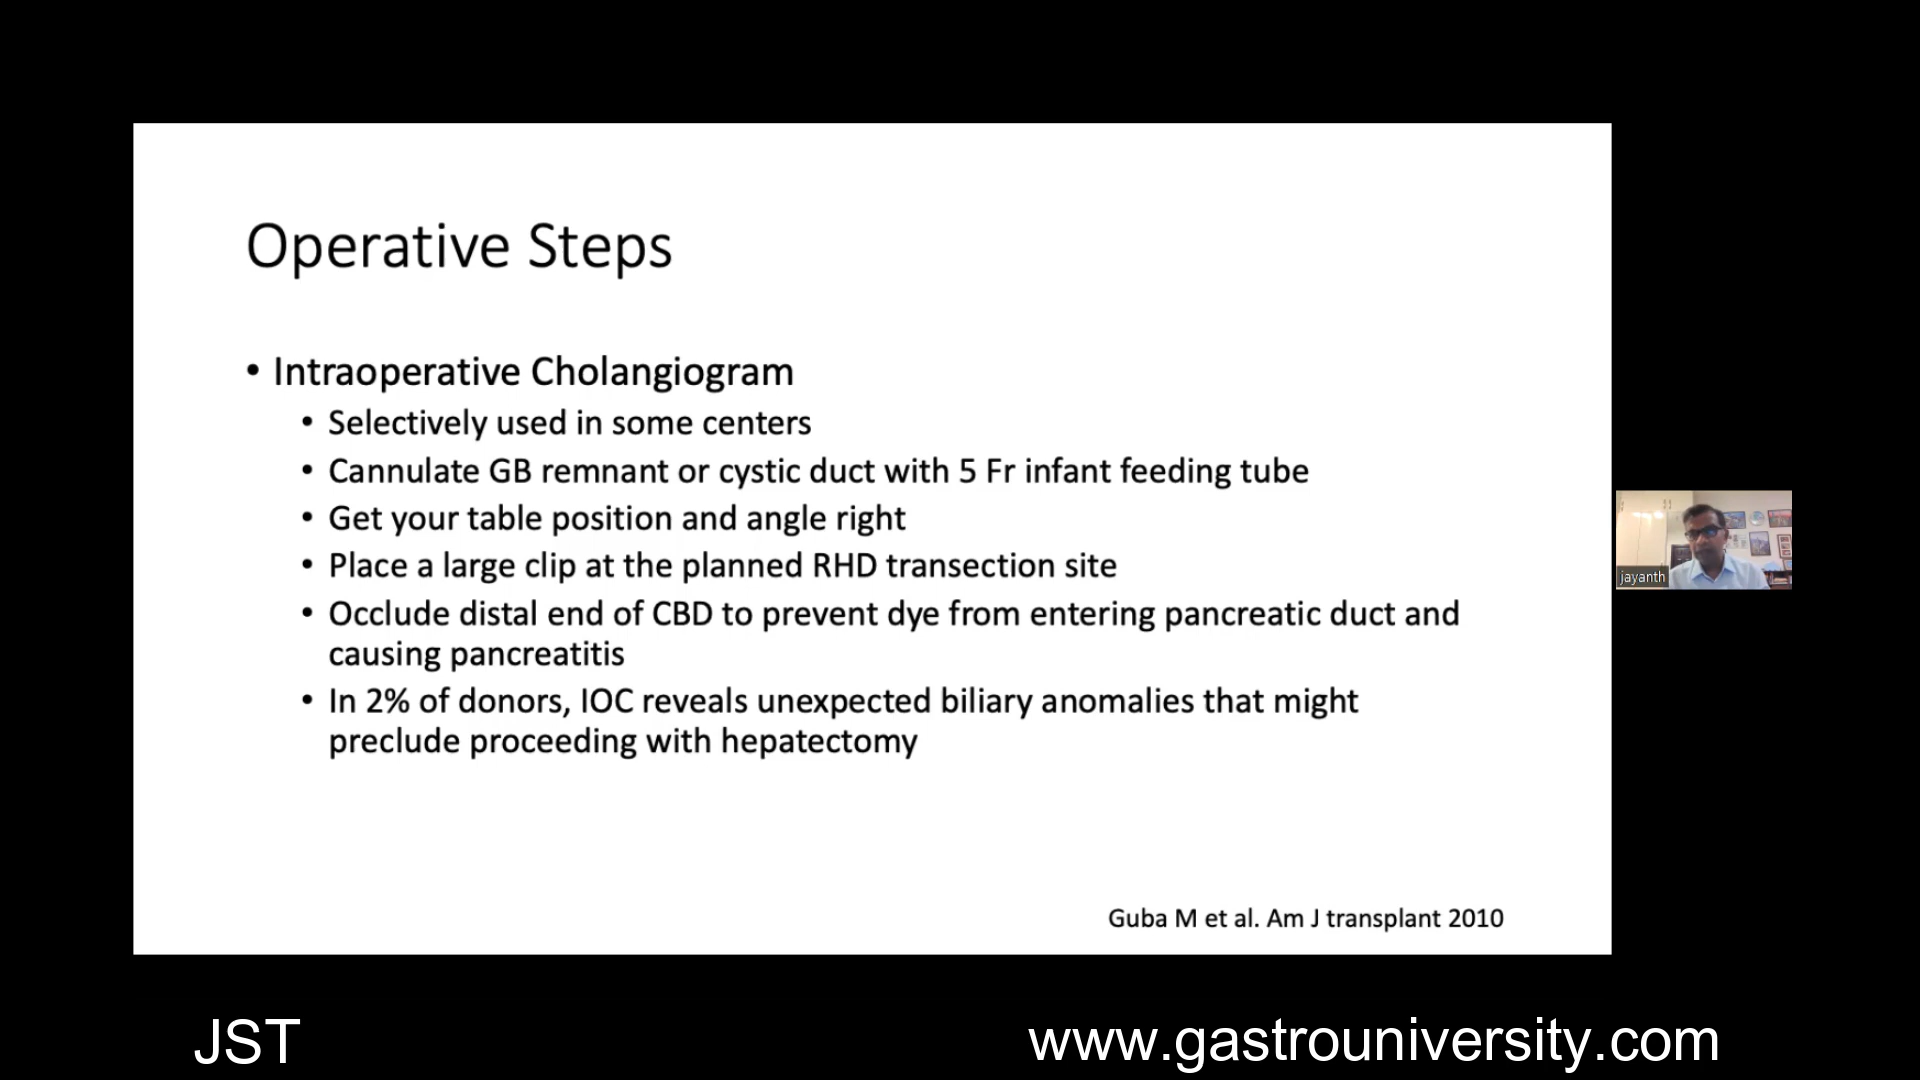 Operative Steps
• Intraoperative Cholangiogram
• Selectively used in some centers
• Cannulate GB remnant or cystic duct with 5 Fr infant feeding tube
• Get your table position and angle right
• Place a large clip at the planned RHD transection site
• Occlude distal end of CBD to prevent dye from entering pancreatic duct and
causing pancreatitis
• In 2% of donors, IOC reveals unexpected biliary anomalies that might
preclude proceeding with hepatectomy
Guba M et al. Am J transplant 2010
jayanth
JST
www.gastrouniversity.com